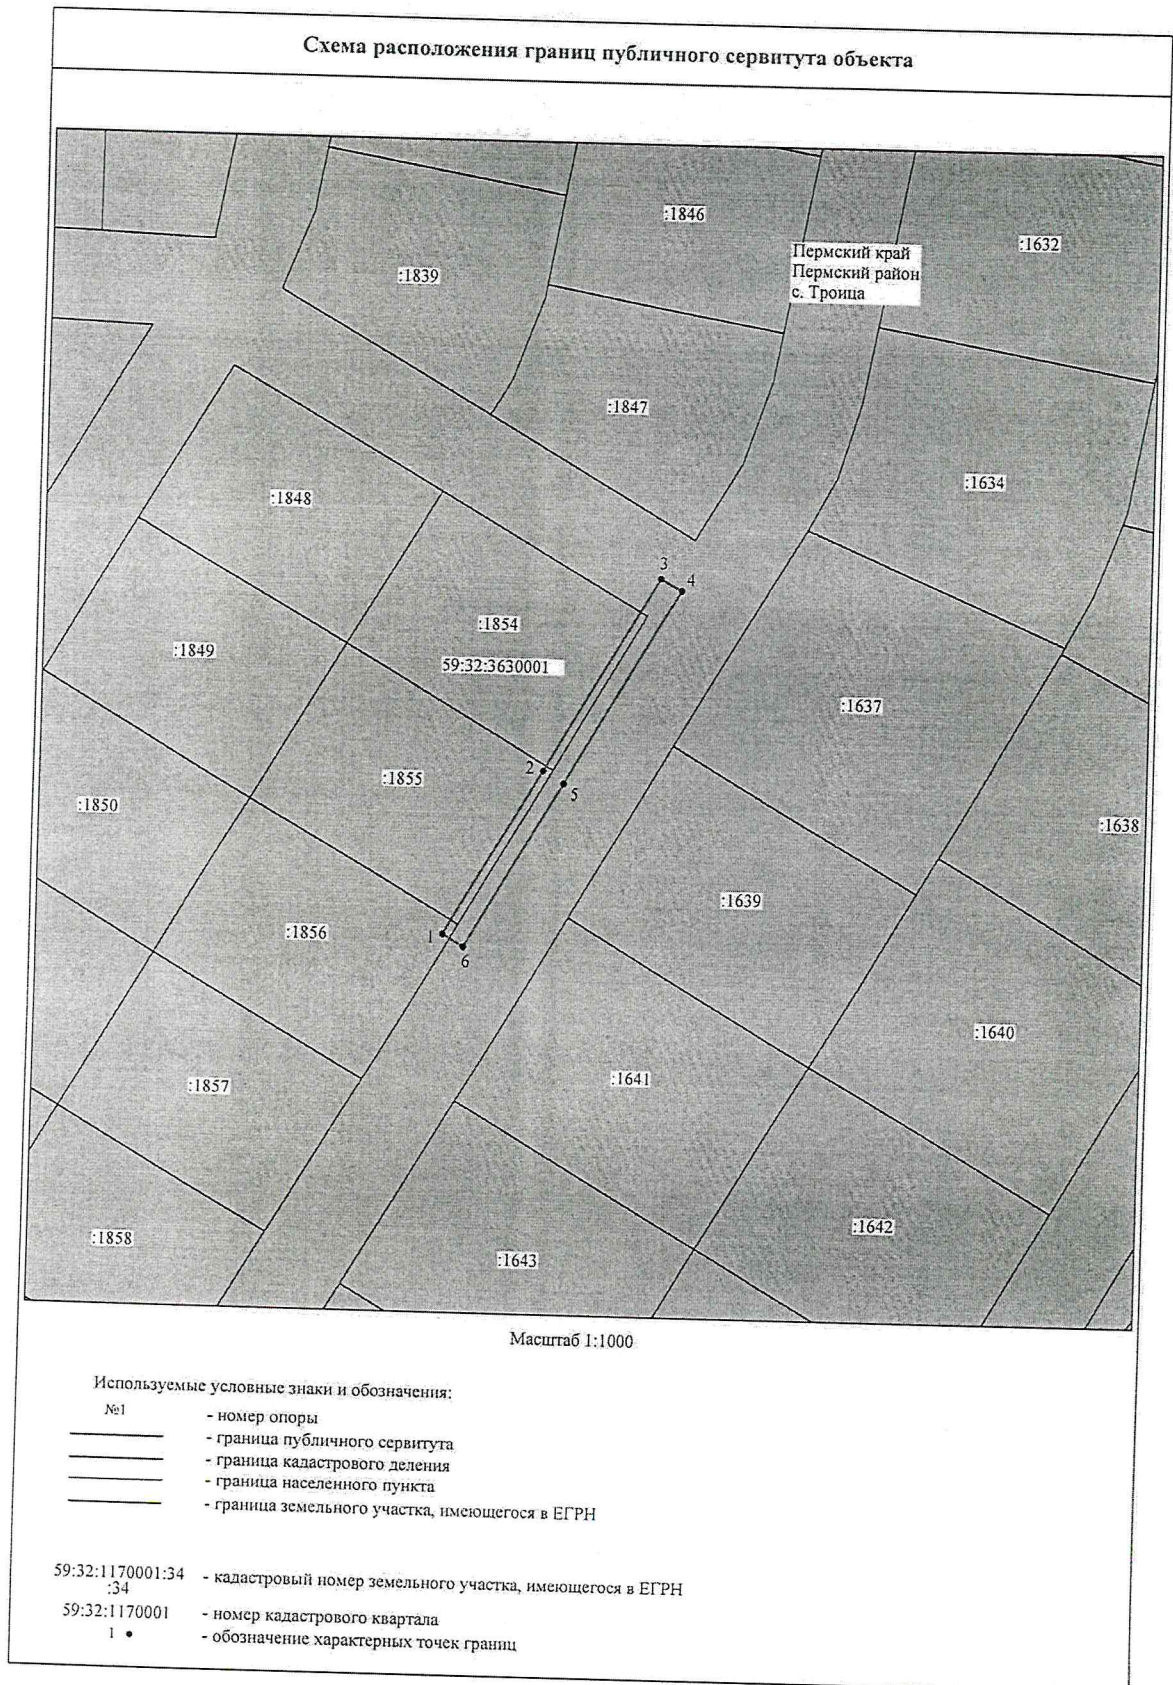 Схема расположения границ публичного сервитута объекта
:1846
:1632
Пермский край
Пермский район
с. Троица
:1839
:1847
:1634
:1848
3
4
:1854
:1849
59:32:3630001
:1637
2
:1855
5
:1850
:1638
:1639
:1856
1
6
:1640
:1641
:1857
:1642
:1858
:1643
Масштаб 1:1000
Используемые условные знаки и обозначения:
№1 - номер опоры
- граница публичного сервитута
- граница кадастрового деления
- граница населенного пункта
- граница земельного участка, имеющегося в ЕГРН
59:32:1170001:34
:34
- кадастровый номер земельного участка, имеющегося в ЕГРН
59:32:1170001 - номер кадастрового квартала
1 ● - обозначение характерных точек границ